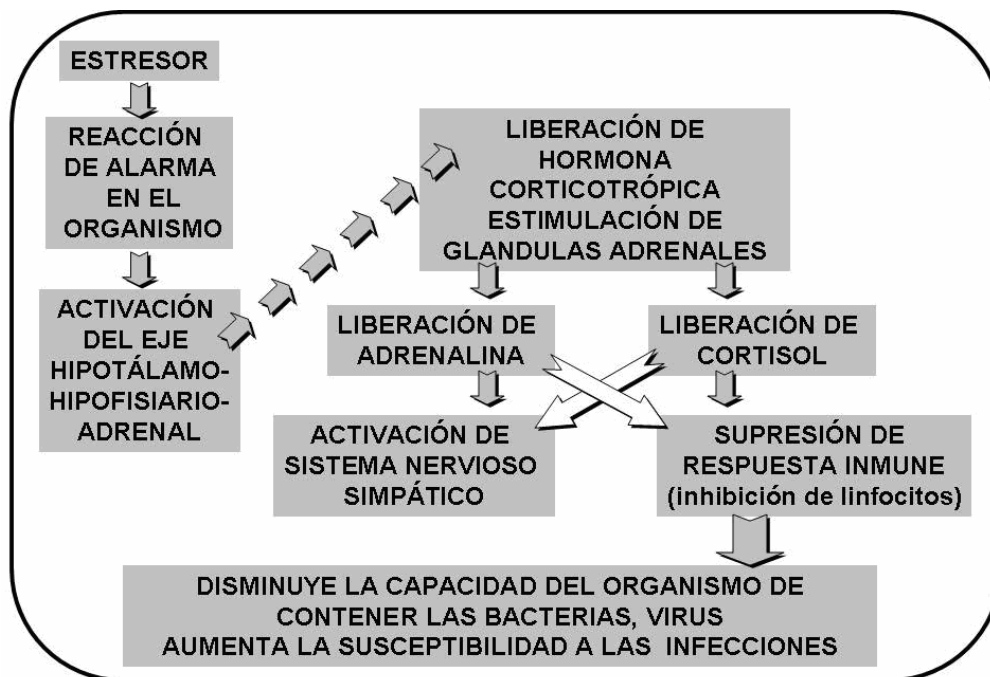 ESTRESOR
REACCIÓN
DE ALARMA
EN EL
ORGANISMO
ACTIVACIÓN
DEL EJE
HIPOTÁLAMO-
HIPOFISIARIO-
ADRENAL
LIBERACIÓN DE
HORMONA
CORTICOTRÓPICA
ESTIMULACIÓN DE
GLANDULAS ADRENALES
LIBERACIÓN DE
ADRENALINA
LIBERACIÓN DE
CORTISOL
ACTIVACIÓN DE
SISTEMA NERVIOSO
SIMPÁTICO
SUPRESIÓN DE
RESPUESTA INMUNE
(inhibición de linfocitos)
DISMINUYE LA CAPACIDAD DEL ORGANISMO DE
CONTENER LAS BACTERIAS, VIRUS
AUMENTA LA SUSCEPTIBILIDAD A LAS INFECCIONES